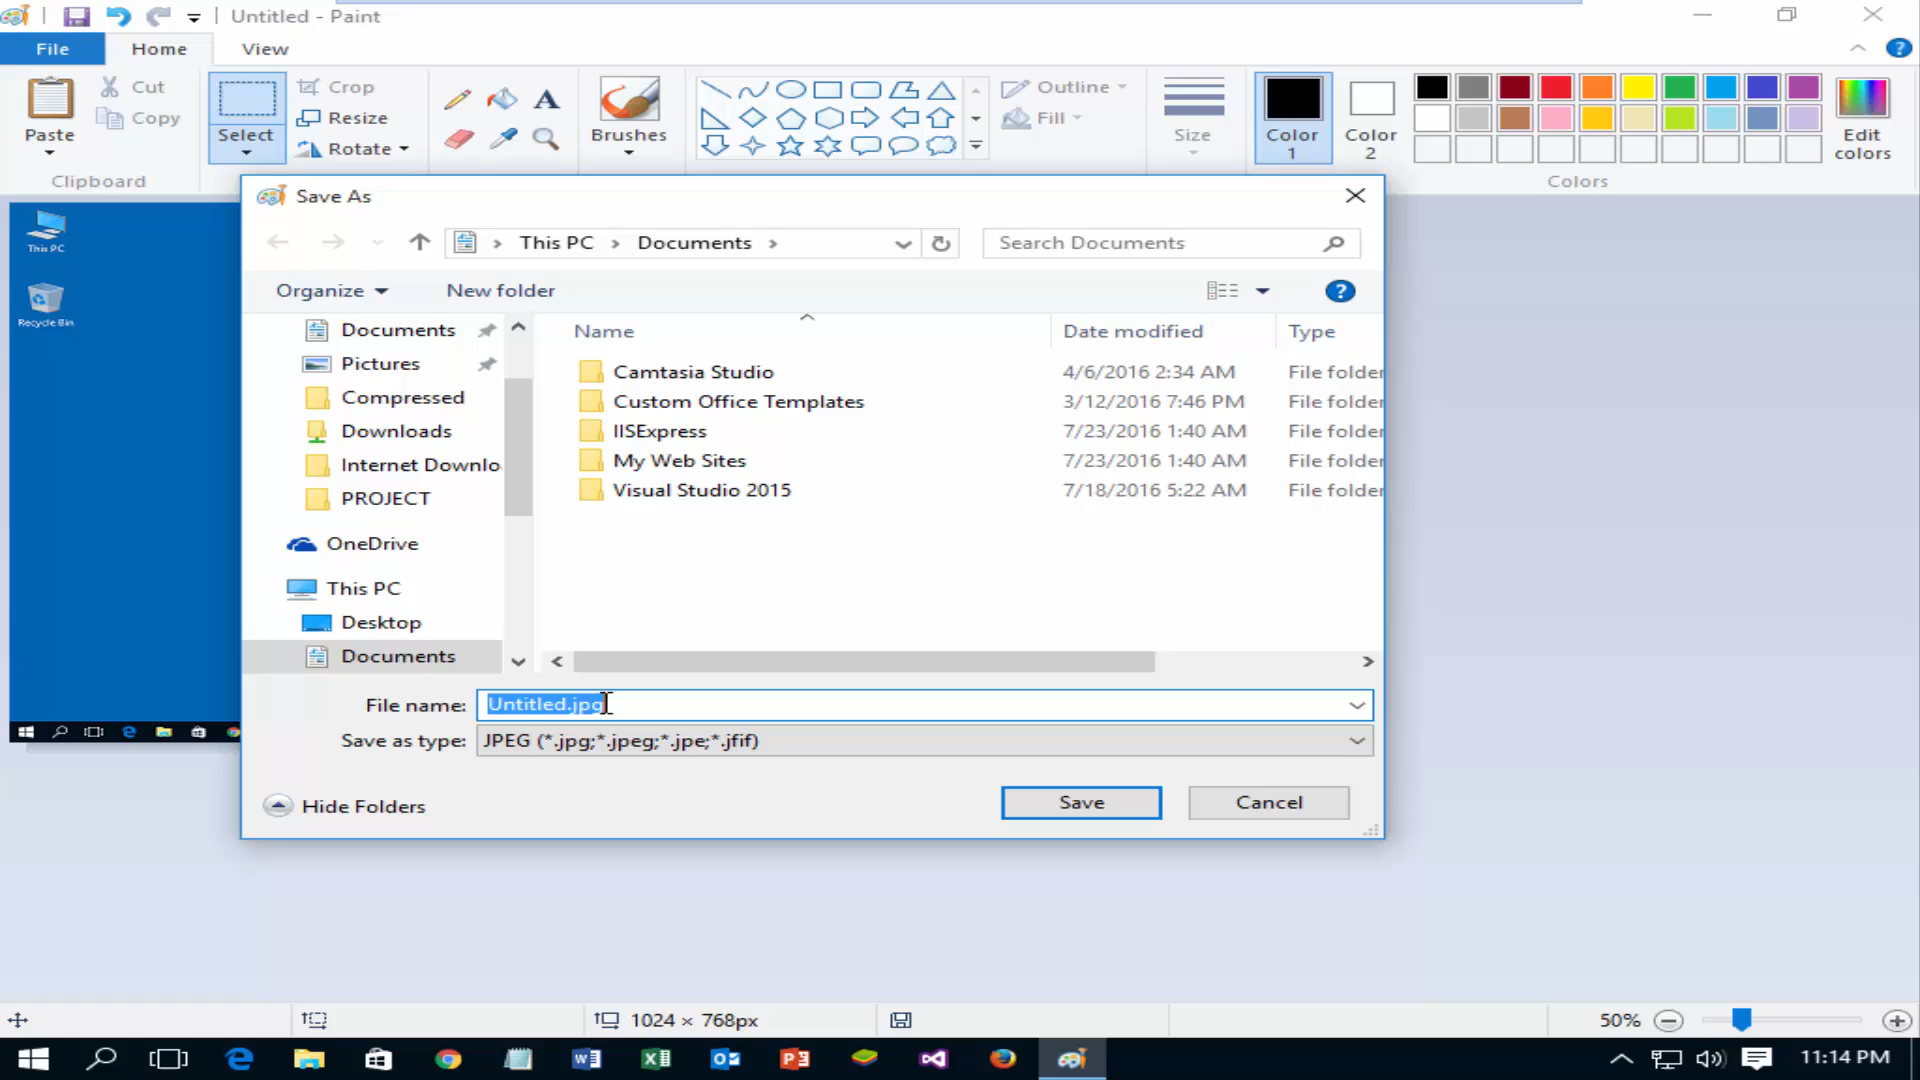 Untitled - Paint
File
Home
View
Paste
Cut
Copy
Clipboard
Select
Crop
Resize
Rotate
A
Brushes
Outline
Fill
Size
Color 1
Color 2
Edit colors
Colors
This PC
Recycle Bin
Save As
This PC > Documents >
Search Documents
Organize
New folder
Documents
Pictures
Compressed
Downloads
Internet Downlo
PROJECT
OneDrive
This PC
Desktop
Documents
Name Date modified Type
Camtasia Studio 4/6/2016 2:34 AM File folder
Custom Office Templates 3/12/2016 7:46 PM File folder
IISExpress 7/23/2016 1:40 AM File folder
My Web Sites 7/23/2016 1:40 AM File folder
Visual Studio 2015 7/18/2016 5:22 AM File folder
File name: Untitled.jpg
Save as type: JPEG (*.jpg;*.jpeg;*.jpe;*.jfif)
Hide Folders
Save
Cancel
1024 × 768px
50%
11:14 PM